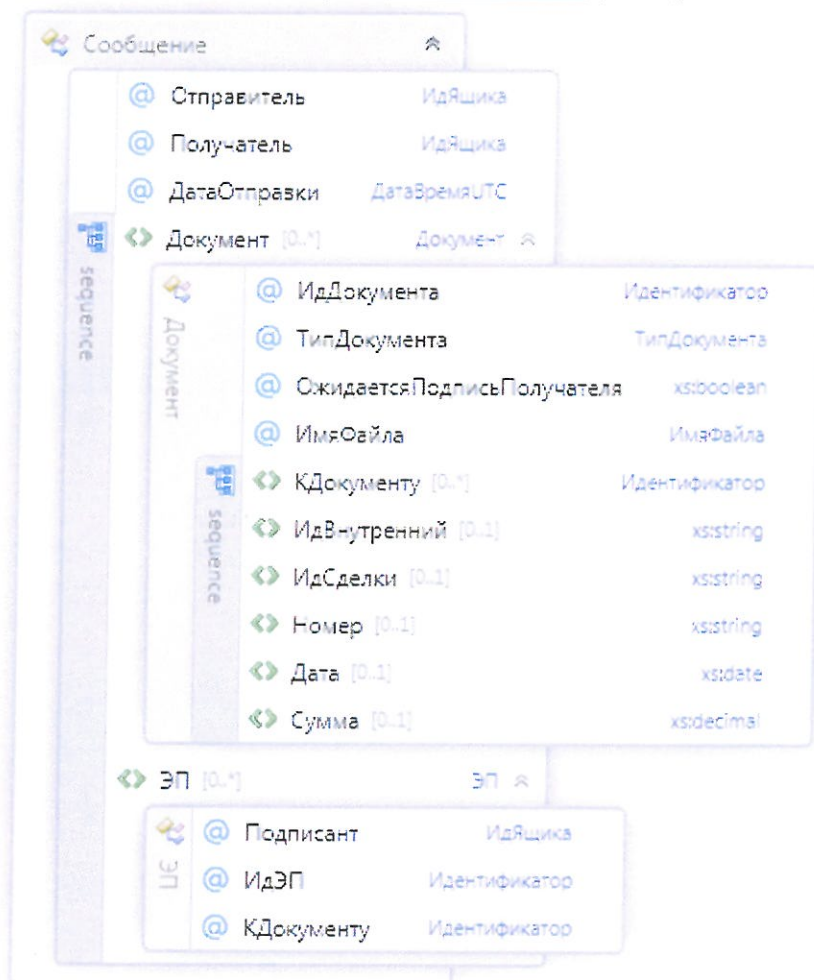 Сообщение
Отправитель ИдЯщика
Получатель ИдЯщика
ДатаОтправки ДатаВремяUTC
Документ [0..*] Документ
sequence
Документ
ИдДокумента Идентификатор
ТипДокумента ТипДокумента
ОжидаетсяПодписьПолучателя xs:boolean
ИмяФайла ИмяФайла
sequence
КДокументу [0..*] Идентификатор
ИдВнутренний [0..1] xs:string
ИдСделки [0..1] xs:string
Номер [0..1] xs:string
Дата [0..1] xs:date
Сумма [0..1] xs:decimal
ЭП [0..*] ЭП
ЭП
Подписант ИдЯщика
ИдЭП Идентификатор
КДокументу Идентификатор